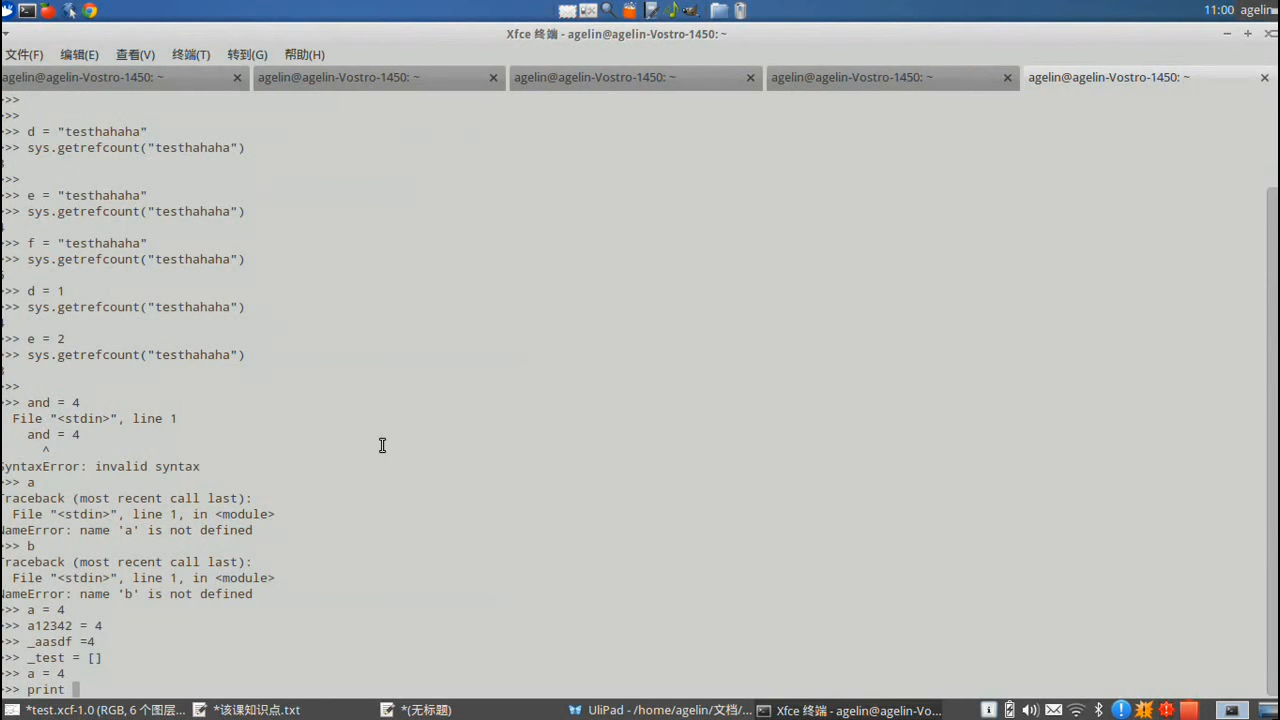 11:00 agelin
Xfce 终端 - agelin@agelin-Vostro-1450: ~
文件(F) 编辑(E) 查看(V) 终端(T) 转到(G) 帮助(H)
agelin@agelin-Vostro-1450: ~ agelin@agelin-Vostro-1450: ~ agelin@agelin-Vostro-1450: ~ agelin@agelin-Vostro-1450: ~ agelin@agelin-Vostro-1450: ~
>>
>>
>> d = "testhahaha"
>> sys.getrefcount("testhahaha")
>>
>> e = "testhahaha"
>> sys.getrefcount("testhahaha")
>> f = "testhahaha"
>> sys.getrefcount("testhahaha")
>> d = 1
>> sys.getrefcount("testhahaha")
>> e = 2
>> sys.getrefcount("testhahaha")
>>
>> and = 4
File "<stdin>", line 1
and = 4
^
SyntaxError: invalid syntax
>> a
Traceback (most recent call last):
File "<stdin>", line 1, in <module>
NameError: name 'a' is not defined
>> b
Traceback (most recent call last):
File "<stdin>", line 1, in <module>
NameError: name 'b' is not defined
>> a = 4
>> a12342 = 4
>> _aasdf =4
>> _test = []
>> a = 4
>> print
*test.xcf-1.0 (RGB, 6 个图层... *该课知识点.txt *(无标题) UliPad - /home/agelin/文档/... Xfce 终端 - agelin@agelin-Vo...